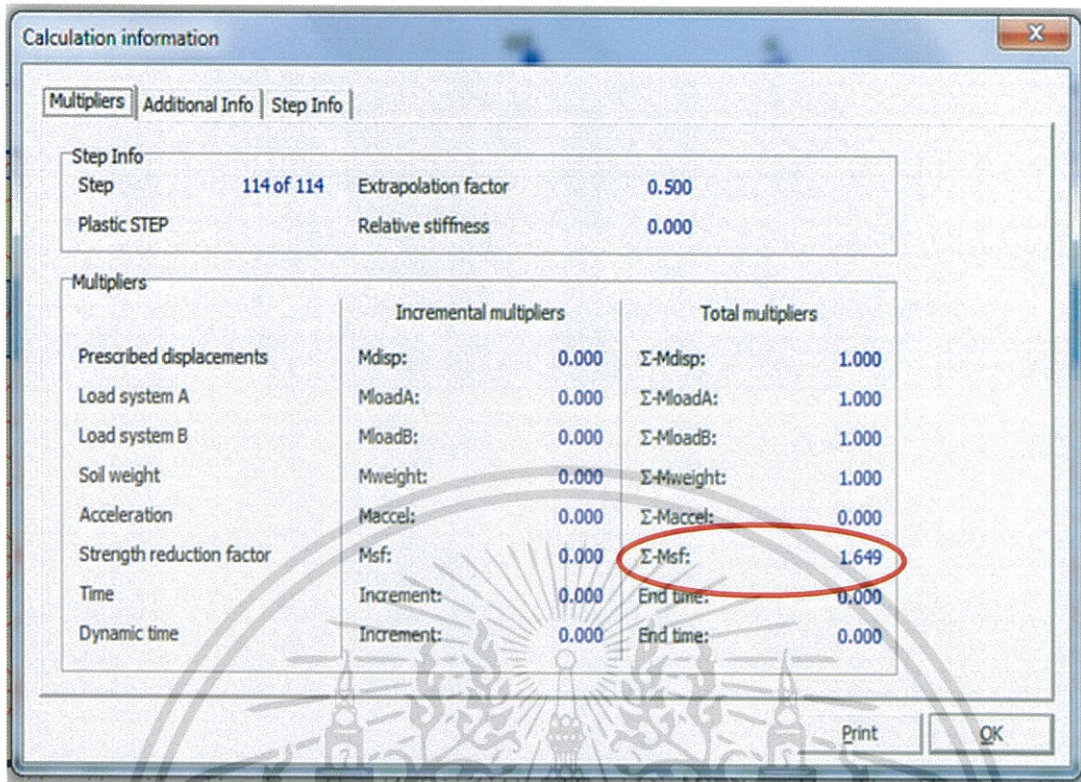 Calculation information
Multipliers Additional Info Step Info
Step Info
Step 114 of 114 Extrapolation factor 0.500
Plastic STEP Relative stiffness 0.000
Multipliers
Incremental multipliers Total multipliers
Prescribed displacements Mdisp: 0.000 Σ-Mdisp: 1.000
Load system A MloadA: 0.000 Σ-MloadA: 1.000
Load system B MloadB: 0.000 Σ-MloadB: 1.000
Soil weight Mweight: 0.000 Σ-Mweight: 1.000
Acceleration Maccel: 0.000 Σ-Maccel: 0.000
Strength reduction factor Msf: 0.000 Σ-Msf: 1.649
Time Increment: 0.000 End time: 0.000
Dynamic time Increment: 0.000 End time: 0.000
Print OK